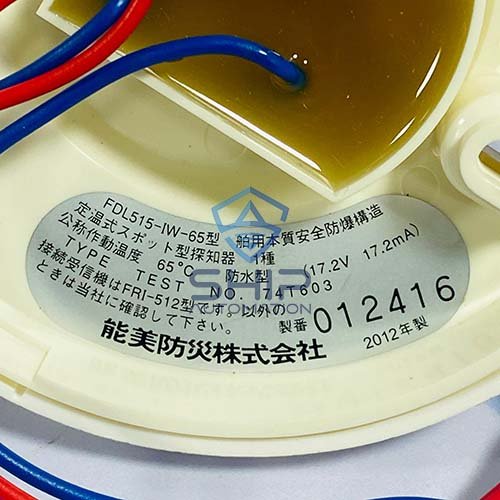 FDL515-IW-65型 舶用本質安全防爆構造
定温式スポット型探知器 1種 (17.2V 17.2mA)
公称作動温度 65℃ 防水型
TYPE TEST NO. 74T603
接続受信機はFRI-512型です。以外の
ときは当社に確認して下さい。
製番 012416
能美防災株式会社 2012年製
SHIP
AUTOMATION